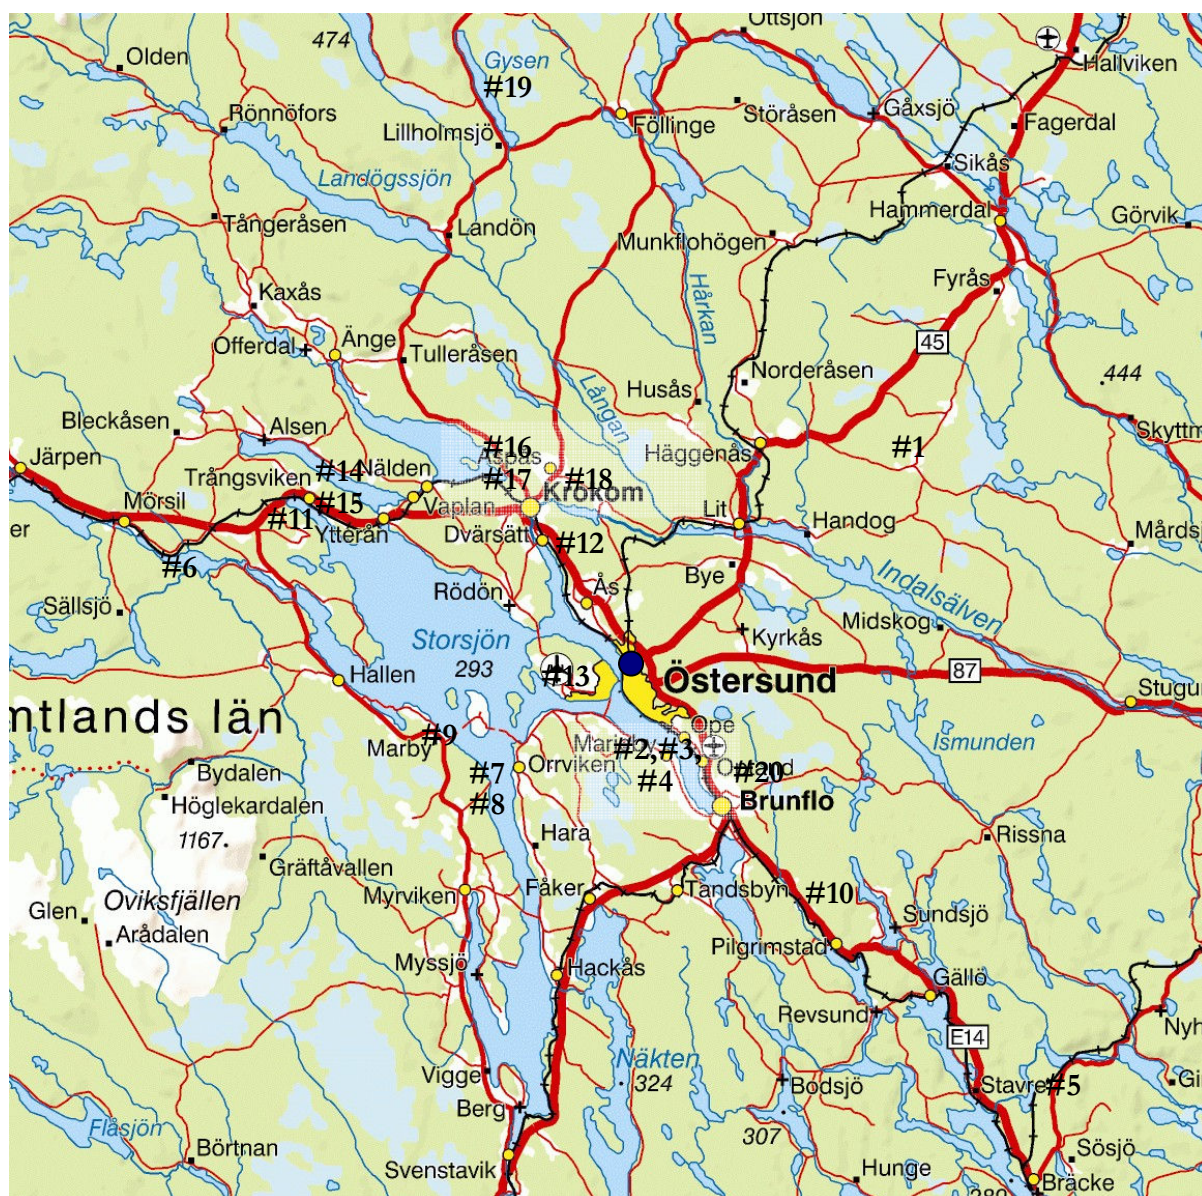 Ottsjön
474
Olden
Gysen
Hallviken
#19
Rönnöfors
Störåsen
Gåxsjö
Föllinge
Fagerdal
Lillholmsjö
Sikås
Landögssjön
Hammerdal
Tångeråsen
Landön
Görvik
Munkflohögen
Fyrås
Kaxås
Hårkan
Änge
Offerdal
Tulleråsen
45
Norderåsen
444
Husås
Långan
Bleckåsen
Alsen
Skyttm
#16
Aspås
Häggenås
#1
Järpen
Trångsviken
#14
Nälden
#17
#18
Krokom
Mörsil
#15
Vaplan
#11
Ytterån
Lit
Handog
er
Dvärsätt
#12
Mårds
#6
Bye
Indalsälven
Ås
Sällsjö
Rödön
Midskog
Storsjön
Kyrkås
293
Hallen
#13
Östersund
87
Stugu
mtlands län
Ope
Marby
#9
#2, #3,
Ismunden
Bydalen
#7
Orrviken
#4
#20
Höglekardalen
#8
Brunflo
1167
Hara
Rissna
Gräftåvallen
Myrviken
Fåker
Tandsbyn
#10
Oviksfjällen
Glen
Sundsjö
Arådalen
Pilgrimstad
Myssjö
Hackås
Gällö
Revsund
Nyh
E14
Näkten
Vigge
324
Bodsjö
Stavre
#5
Gi
Berg
Flåsjön
307
Börtnan
Sösjö
Svenstavik
Hunge
Bräcke